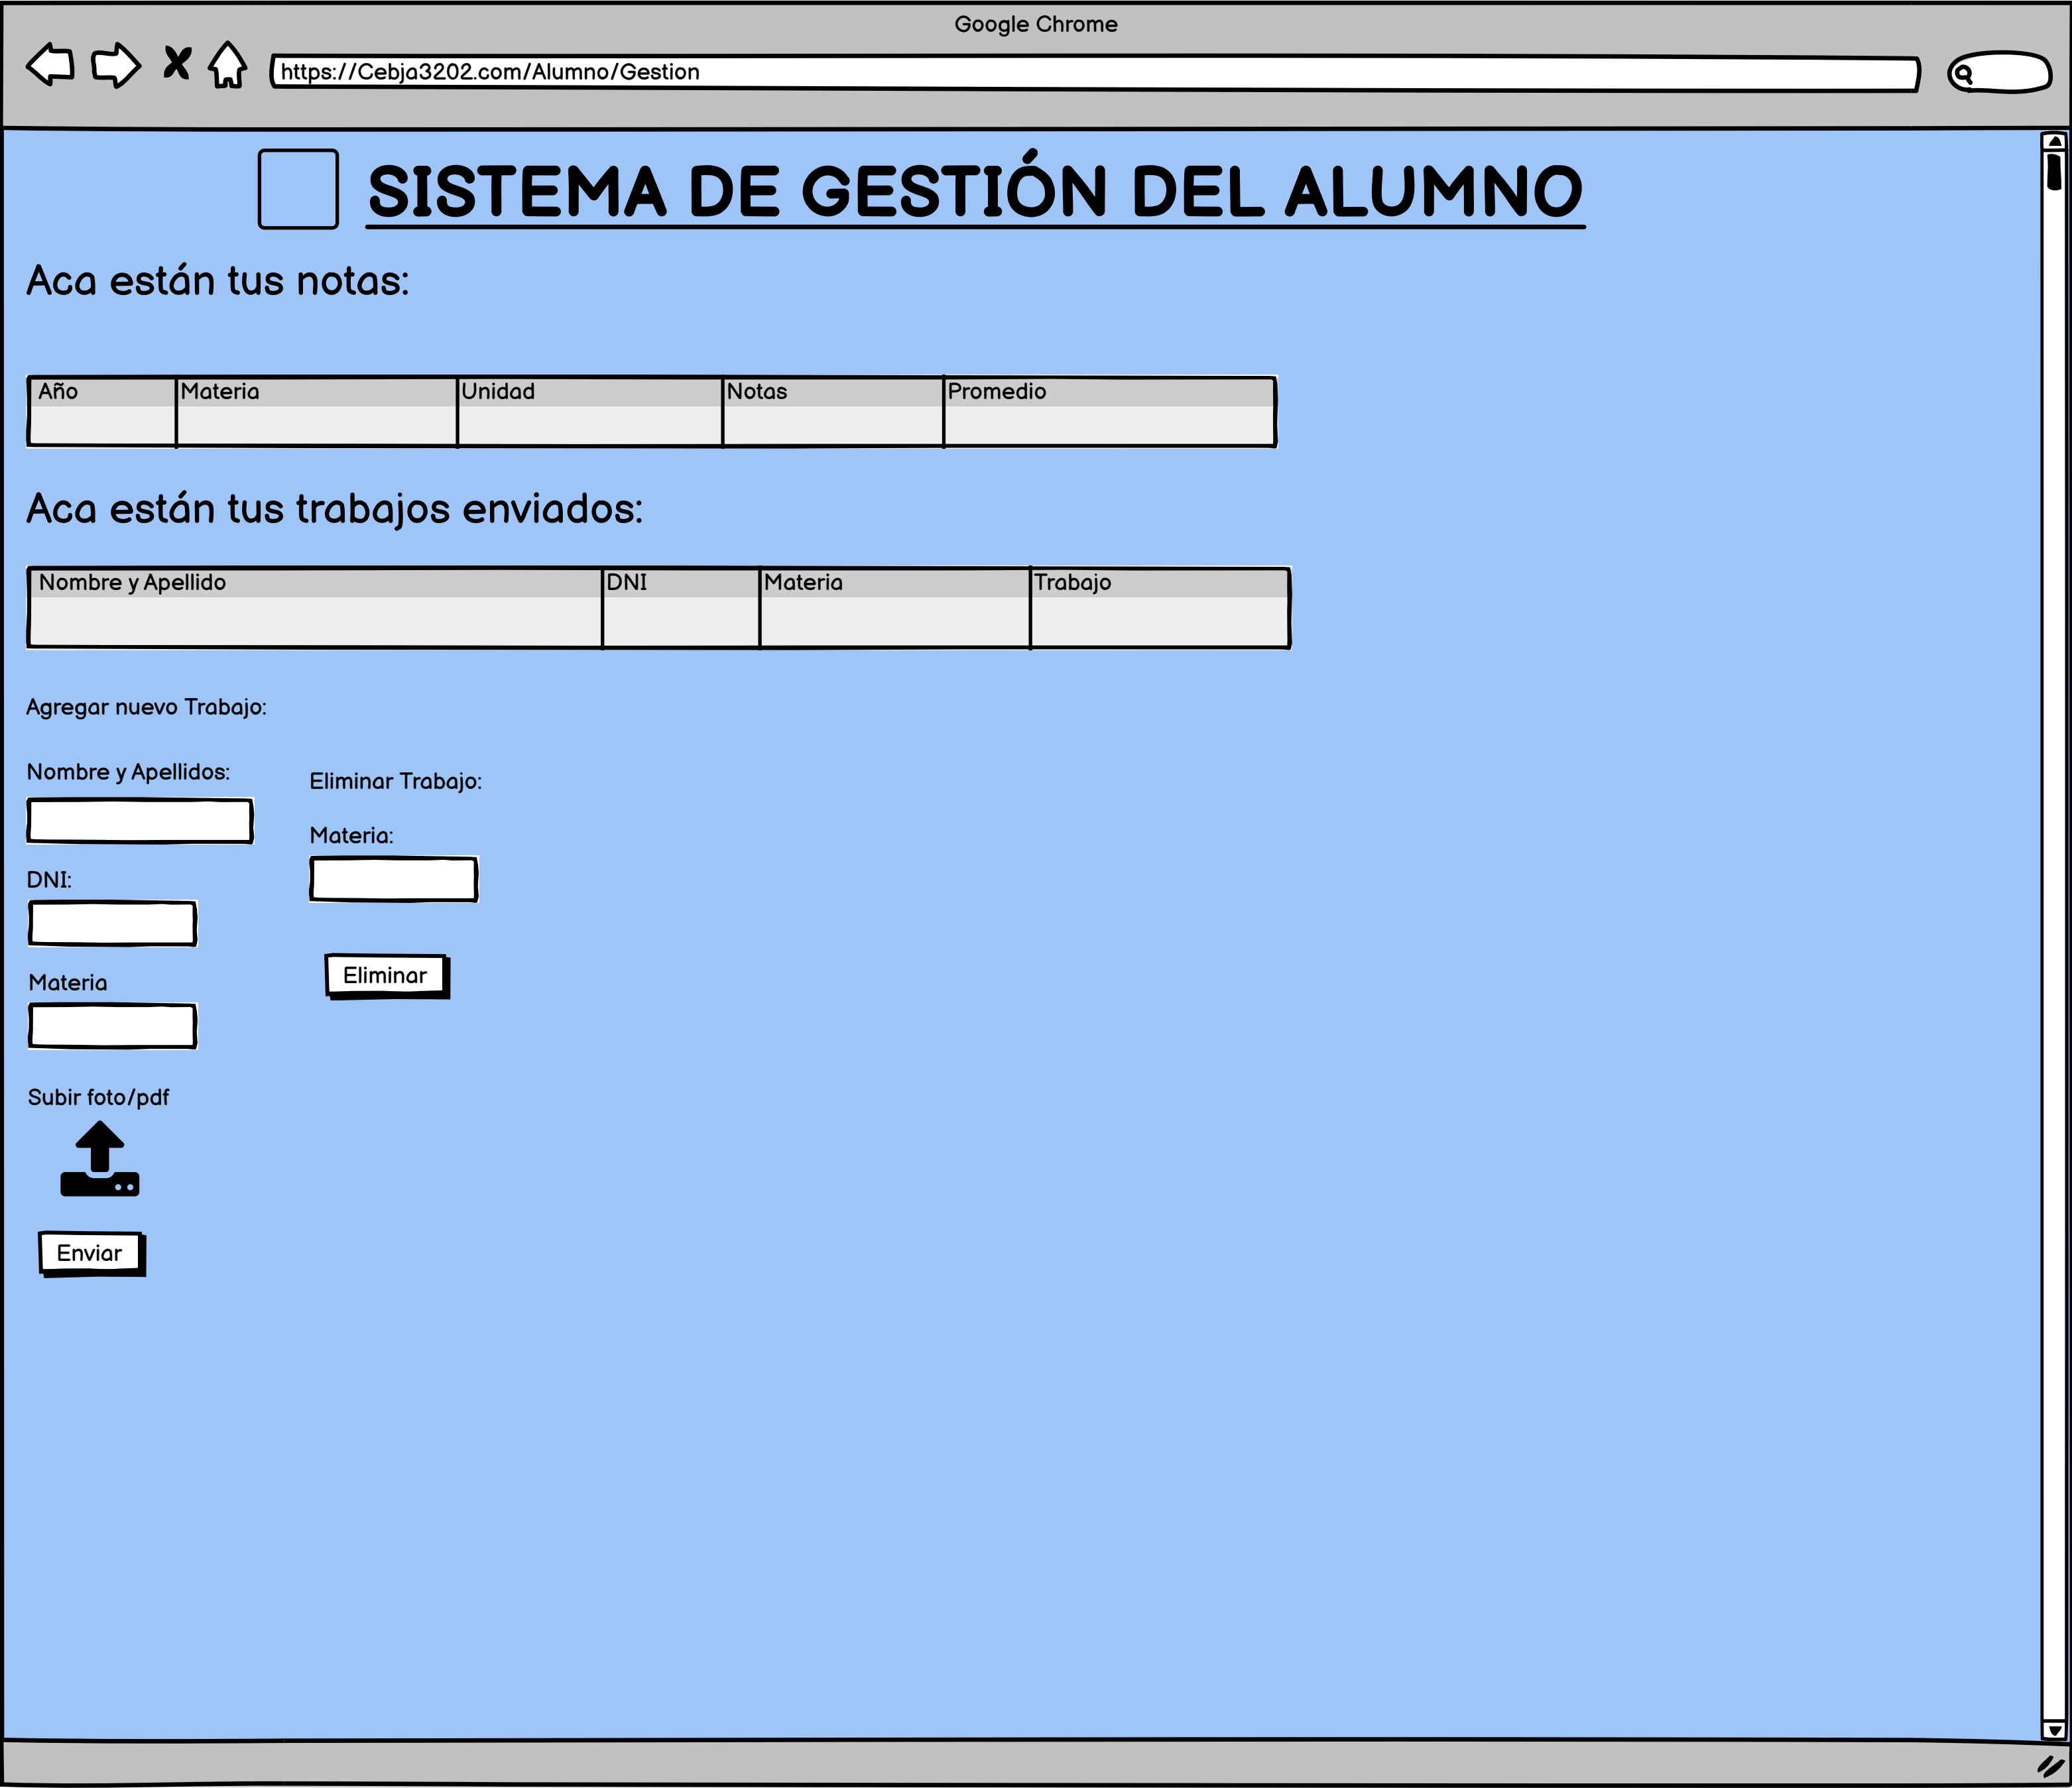 Google Chrome
https://Cebja3202.com/Alumno/Gestion
SISTEMA DE GESTIÓN DEL ALUMNO
Aca están tus notas:
Año Materia Unidad Notas Promedio
Aca están tus trabajos enviados:
Nombre y Apellido DNI Materia Trabajo
Agregar nuevo Trabajo:
Nombre y Apellidos:
DNI:
Materia
Subir foto/pdf
Enviar
Eliminar Trabajo:
Materia:
Eliminar